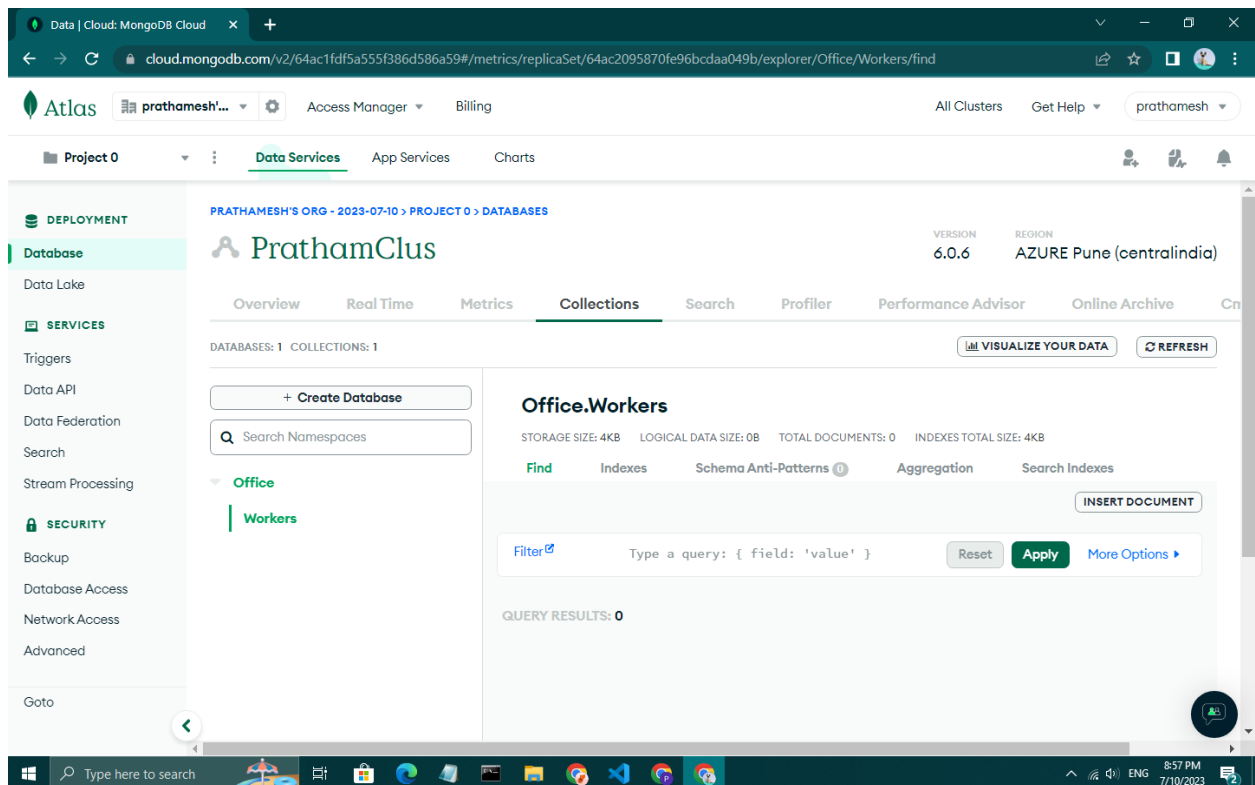 Data | Cloud: MongoDB Cloud
cloud.mongodb.com/v2/64ac1fdf5a555f386d586a59#/metrics/replicaSet/64ac2095870fe96bcdaa049b/explorer/Office/Workers/find
Atlas prathamesh'... Access Manager Billing All Clusters Get Help prathamesh
Project 0 Data Services App Services Charts
DEPLOYMENT
Database
Data Lake
SERVICES
Triggers
Data API
Data Federation
Search
Stream Processing
SECURITY
Backup
Database Access
Network Access
Advanced
Goto
PRATHAMESH'S ORG - 2023-07-10 > PROJECT 0 > DATABASES
PrathamClus
VERSION REGION
6.0.6 AZURE Pune (centralindia)
Overview Real Time Metrics Collections Search Profiler Performance Advisor Online Archive Cm
DATABASES: 1 COLLECTIONS: 1 VISUALIZE YOUR DATA REFRESH
+ Create Database
Search Namespaces
Office
Workers
Office.Workers
STORAGE SIZE: 4KB LOGICAL DATA SIZE: 0B TOTAL DOCUMENTS: 0 INDEXES TOTAL SIZE: 4KB
Find Indexes Schema Anti-Patterns 0 Aggregation Search Indexes
INSERT DOCUMENT
Filter Type a query: { field: 'value' } Reset Apply More Options
QUERY RESULTS: 0
Type here to search ENG 8:57 PM
7/10/2023 2